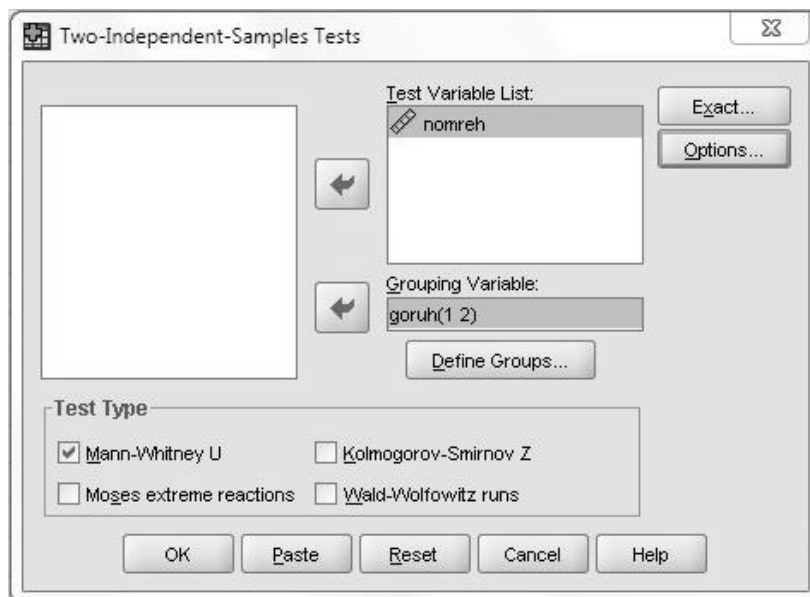 Two-Independent-Samples Tests
Test Variable List:
nomreh
Exact...
Options...
Grouping Variable:
goruh(1 2)
Define Groups...
Test Type
Mann-Whitney U
Kolmogorov-Smirnov Z
Moses extreme reactions
Wald-Wolfowitz runs
OK
Paste
Reset
Cancel
Help